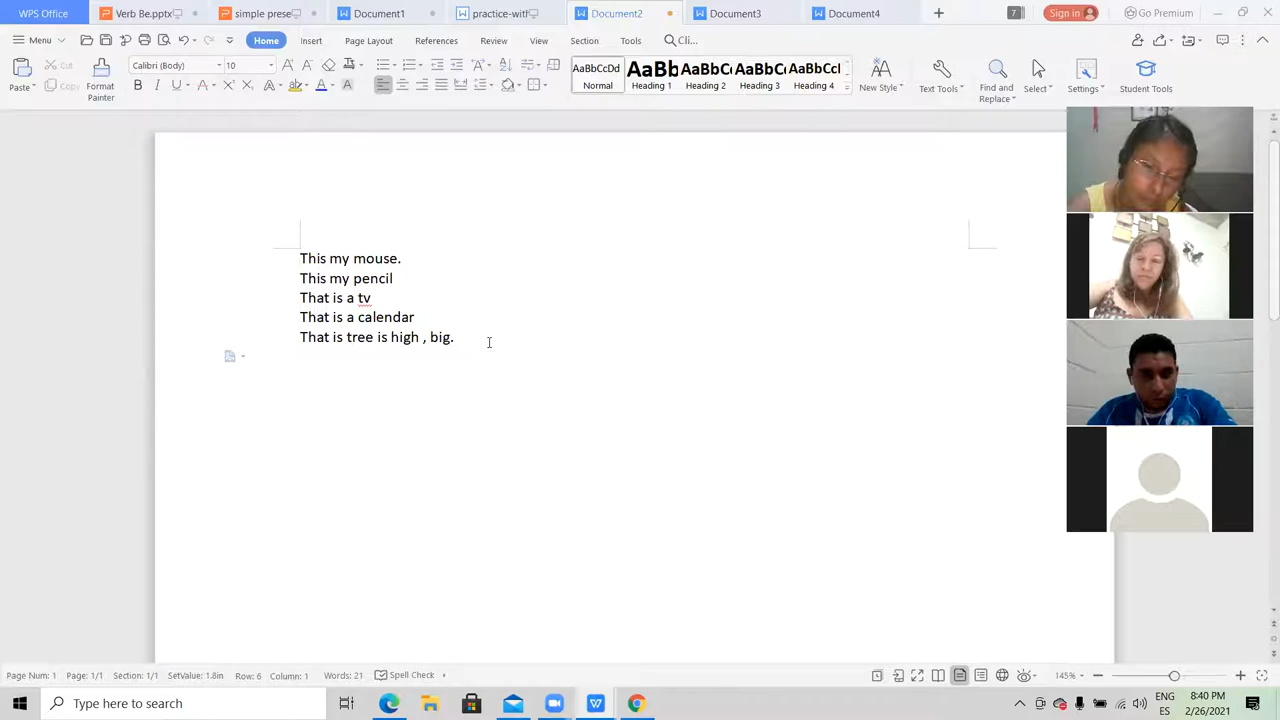 WPS Office
Verb Be.pptx
simple prese
Document1
practice-with
Document2
Document3
Document4
7
Sign in
Go Premium
Menu
Home
Insert
Page Layout
References
Review
View
Section
Tools
Cli...
Paste
Copy
Format Painter
Calibri (Body)
10
AaBbCcDd
Normal
AaBb
Heading 1
AaBbC
Heading 2
AaBbC
Heading 3
AaBbCcI
Heading 4
New Style
Text Tools
Find and Replace
Select
Settings
Student Tools
This my mouse.
This my pencil
That is a tv
That is a calendar
That is tree is high , big.
Page Num: 1
Page: 1/1
Section: 1/1
SetValue: 1.6in
Row: 6
Column: 1
Words: 21
Spell Check
145%
Type here to search
ENG
ES
8:40 PM
2/26/2021